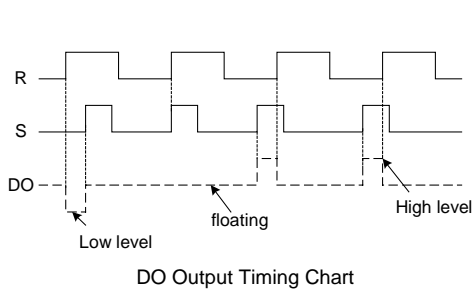 R
S
DO
floating
High level
Low level
DO Output Timing Chart